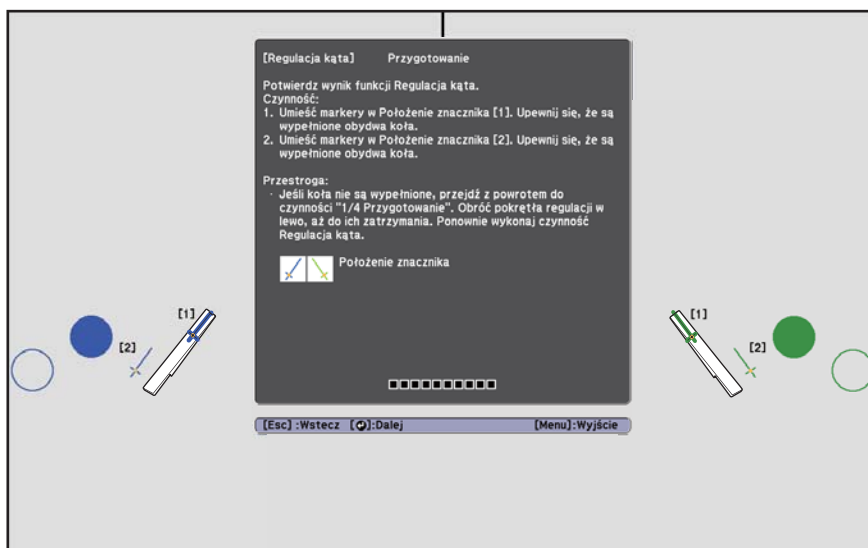 [Regulacja kąta] Przygotowanie
Potwierdz wynik funkcji Regulacja kąta.
Czynność:
1. Umieść markery w Położenie znacznika [1]. Upewnij się, że są
wypełnione obydwa koła.
2. Umieść markery w Położenie znacznika [2]. Upewnij się, że są
wypełnione obydwa koła.
Przestroga:
· Jeśli koła nie są wypełnione, przejdź z powrotem do
czynności "1/4 Przygotowanie". Obróć pokrętła regulacji w
lewo, aż do ich zatrzymania. Ponownie wykonaj czynność
Regulacja kąta.
Położenie znacznika
[1]
[2]
[1]
[2]
[Esc] :Wstecz [⏎]:Dalej [Menu]:Wyjście